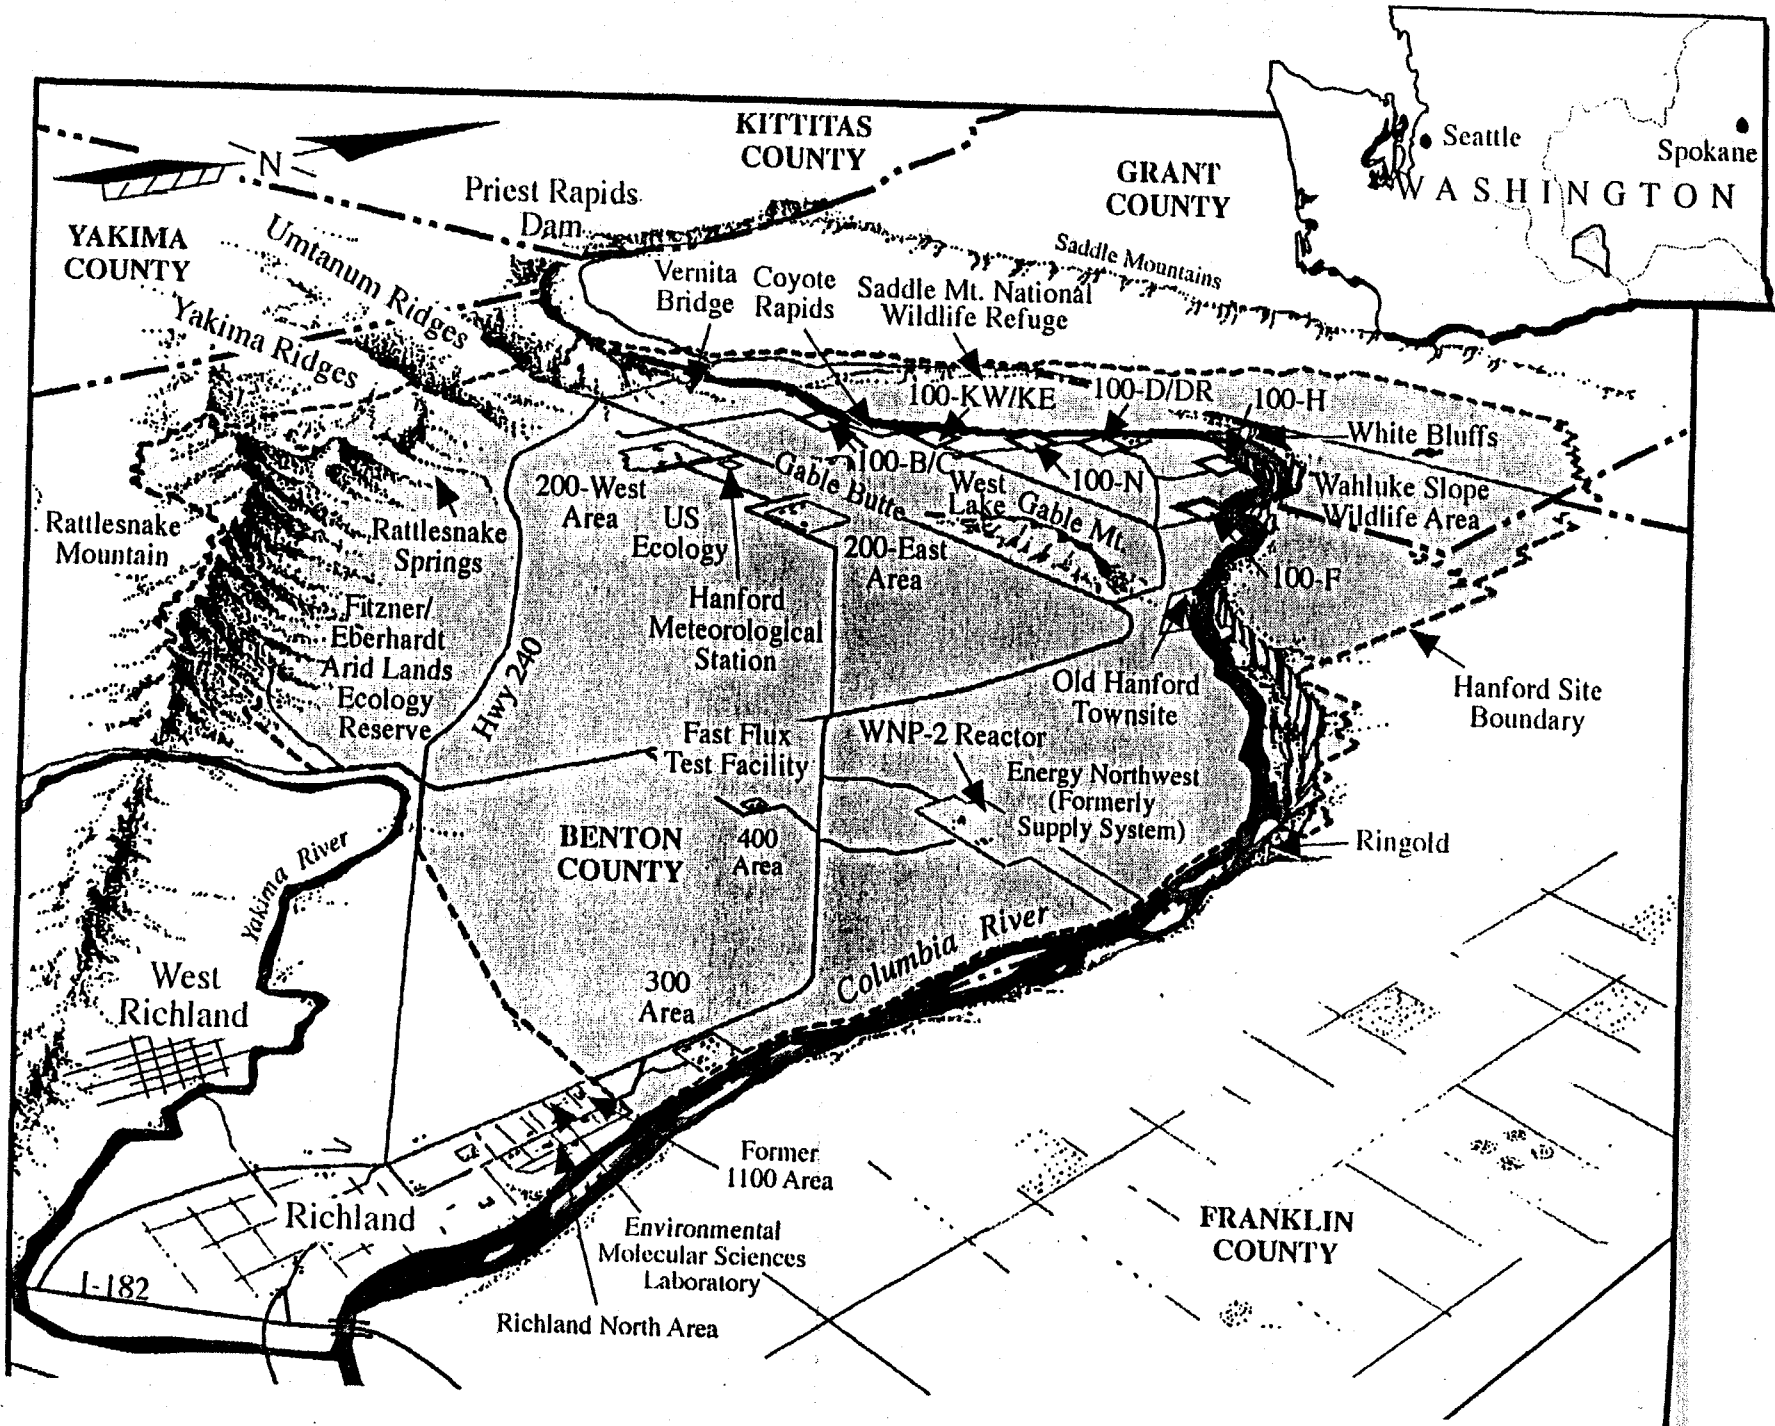 KITTITAS
COUNTY
GRANT
COUNTY
Seattle
Spokane
WASHINGTON
N
Priest Rapids
Dam
YAKIMA
COUNTY
Umtanum Ridges
Yakima Ridges
Saddle Mountains
Vernita
Bridge
Coyote
Rapids
Saddle Mt. National
Wildlife Refuge
100-KW/KE
100-D/DR
100-H
White Bluffs
100-B/C
100-N
Gable Butte
West
Lake
Gable Mt.
Wahluke Slope
Wildlife Area
200-West
Area
US
Ecology
200-East
Area
100-F
Rattlesnake
Mountain
Rattlesnake
Springs
Hanford
Meteorological
Station
Fitzner/
Eberhardt
Arid Lands
Ecology
Reserve
Hwy 240
Old Hanford
Townsite
Hanford Site
Boundary
Fast Flux
Test Facility
WNP-2 Reactor
Energy Northwest
(Formerly
Supply System)
BENTON
COUNTY
400
Area
Ringold
Yakima River
Columbia River
West
Richland
300
Area
Former
1100 Area
Richland
Environmental
Molecular Sciences
Laboratory
FRANKLIN
COUNTY
I-182
Richland North Area